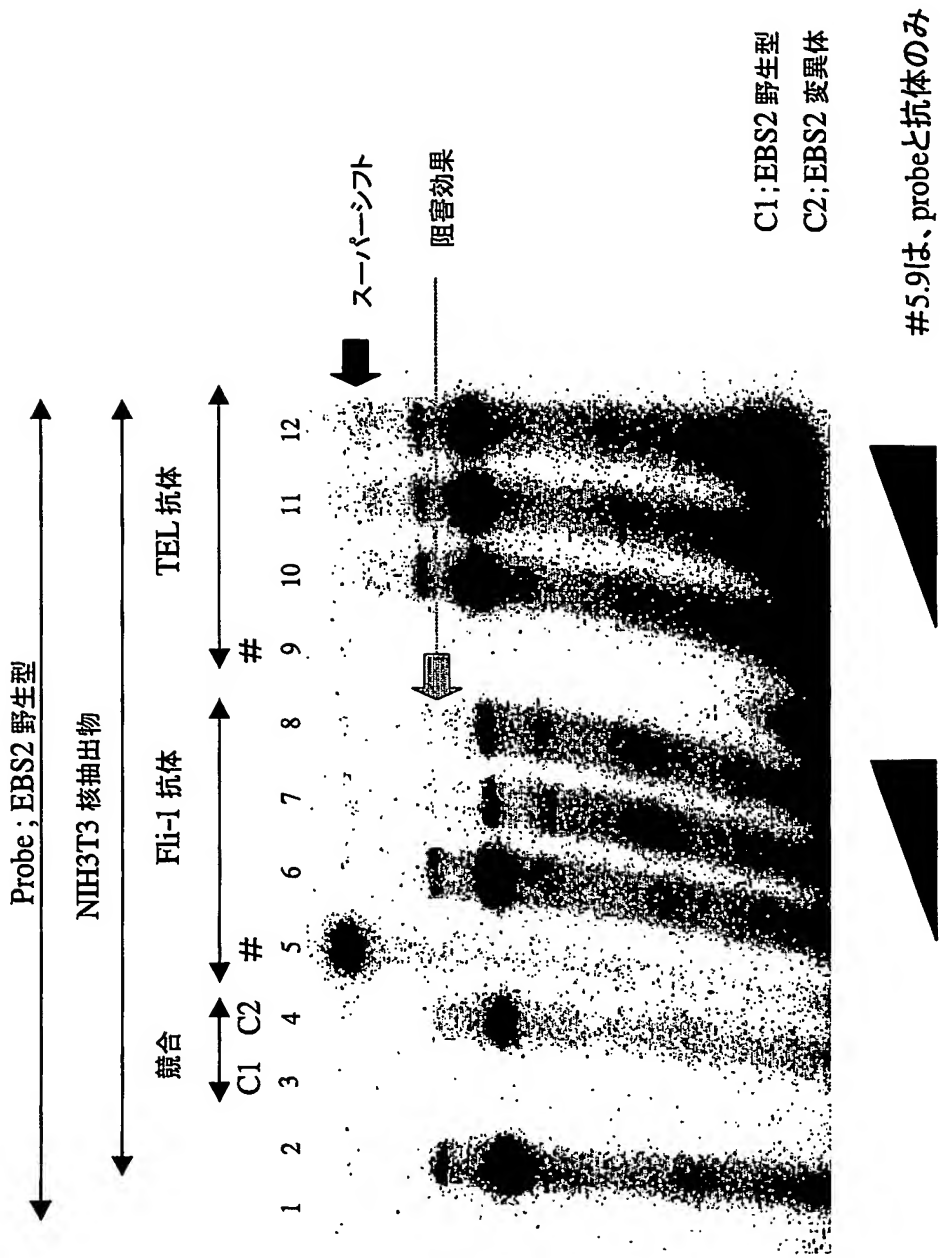 Probe ; EBS2 野生型
NIH3T3 核抽出物
競合
Fli-1 抗体
TEL 抗体
C1 C2 # #
1 2 3 4 5 6 7 8 9 10 11 12
スーパーシフト
阻害効果
C1 ; EBS2 野生型
C2 ; EBS2 変異体
#5.9は、probeと抗体のみ